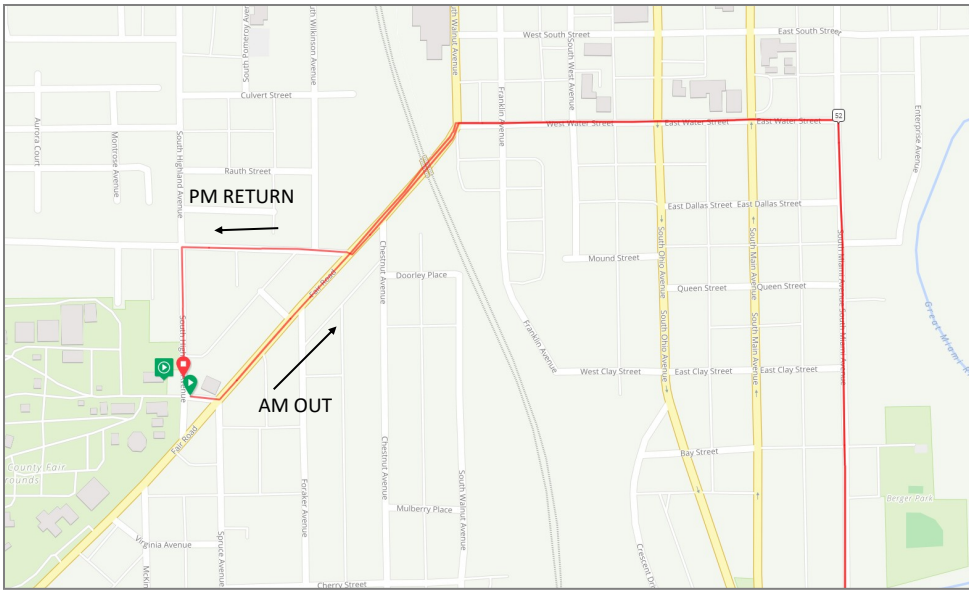 West South Street
East South Street
South Pomeroy Aven
uth Wilkinson Avenue
outh Walnut Avenue
South West Avenue
Culvert Street
Franklin Avenue
Enterprise Avenue
52
West Water Street
East Water Street
East Water Street
Aurora Court
Montrose Avenue
South Highland Avenue
Rauth Street
PM RETURN
East Dallas Street
East Dallas Street
Chestnut Avenue
Mound Street
South Ohio Avenue
South Main Avenue
South Miami Avenue
South Miami Avenue
Doorley Place
Fair Road
Queen Street
Queen Street
Great Miami R
South High
Avenue
Franklin Avenue
South Ohio Avenue
South Main Avenue
West Clay Street
East Clay Street
East Clay Street
AM OUT
Fair Road
County Fair
rounds
Chestnut Avenue
Bay Street
Foraker Avenue
South Walnut Avenue
Berger Park
Mulberry Place
Virginia Avenue
Spruce Avenue
McKin
Crescent Dri
Cherry Street